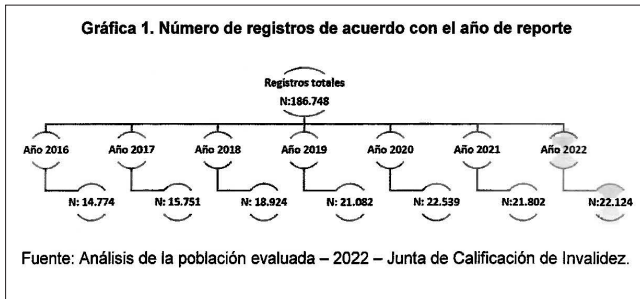 Gráfica 1. Número de registros de acuerdo con el año de reporte
Registros totales
N:186.748
Año 2016 Año 2017 Año 2018 Año 2019 Año 2020 Año 2021 Año 2022
N: 14.774 N: 15.751 N: 18.924 N: 21.082 N: 22.539 N: 21.802 N:22.124
Fuente: Análisis de la población evaluada – 2022 – Junta de Calificación de Invalidez.